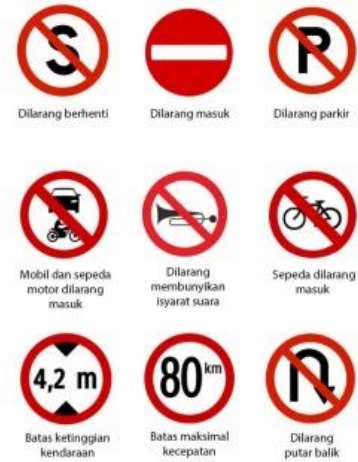 S
P
Dilarang berhenti
Dilarang masuk
Dilarang parkir
Mobil dan sepeda
motor dilarang
masuk
Dilarang
membunyikan
isyarat suara
Sepeda dilarang
masuk
4,2 m
80 km
Batas ketinggian
kendaraan
Batas maksimal
kecepatan
Dilarang
putar balik